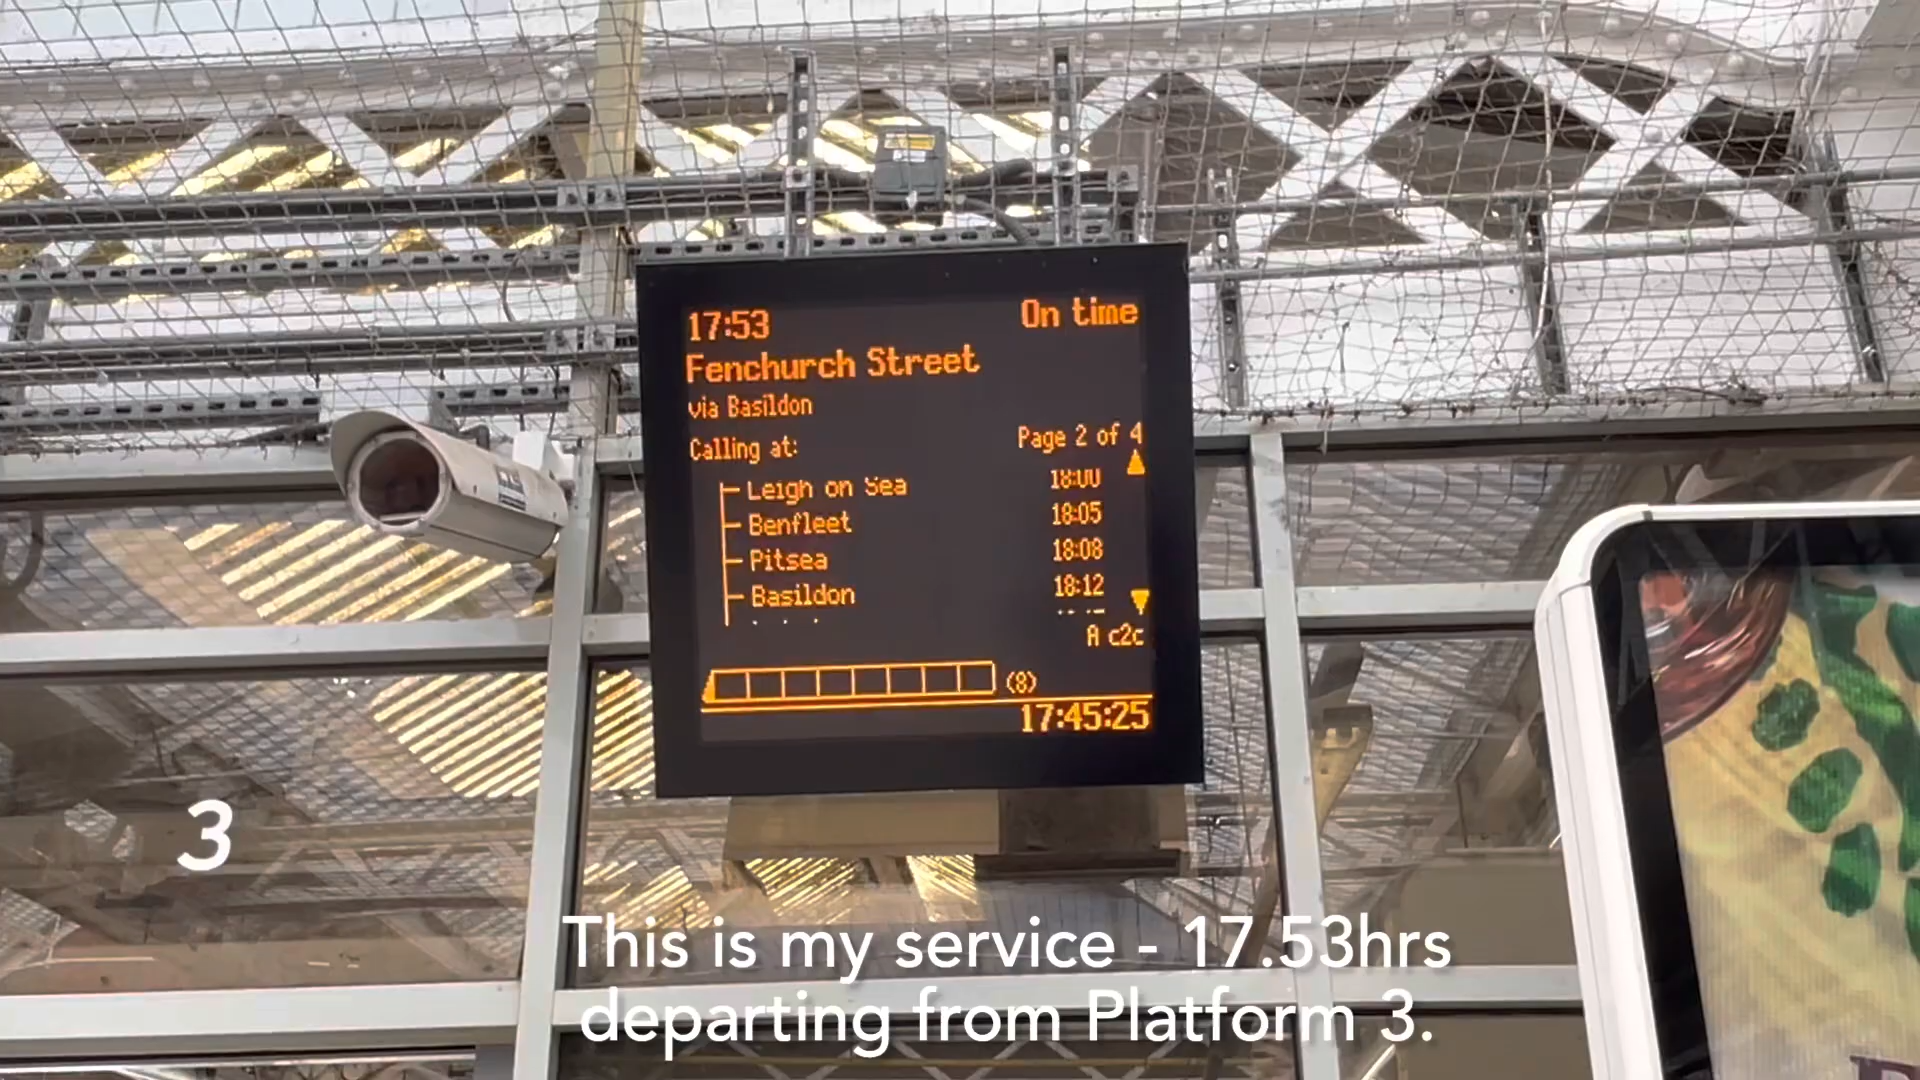 17:53 On time
Fenchurch Street
via Basildon
Calling at: Page 2 of 4
Leigh on Sea 18:00
Benfleet 18:05
Pitsea 18:08
Basildon 18:12
A c2c
(8)
17:45:25
3
This is my service - 17.53hrs
departing from Platform 3.